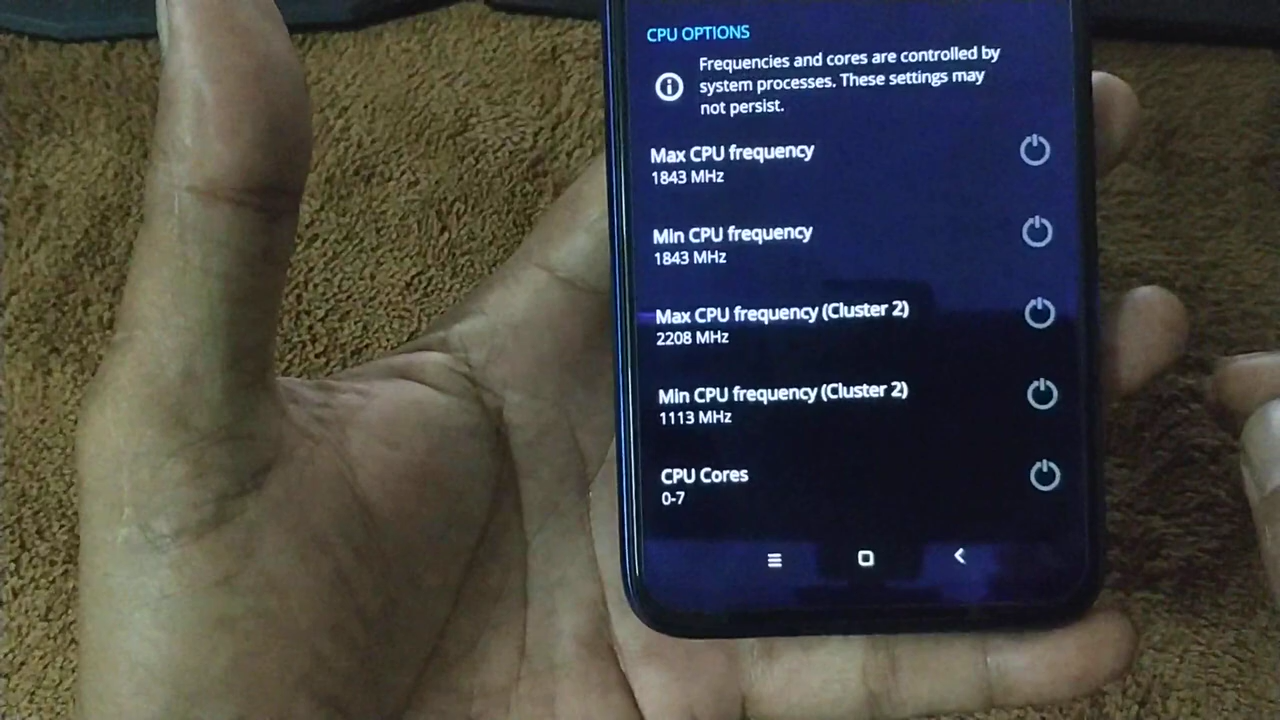 CPU OPTIONS
Frequencies and cores are controlled by
system processes. These settings may
not persist.
Max CPU frequency
1843 MHz
Min CPU frequency
1843 MHz
Max CPU frequency (Cluster 2)
2208 MHz
Min CPU frequency (Cluster 2)
1113 MHz
CPU Cores
0-7